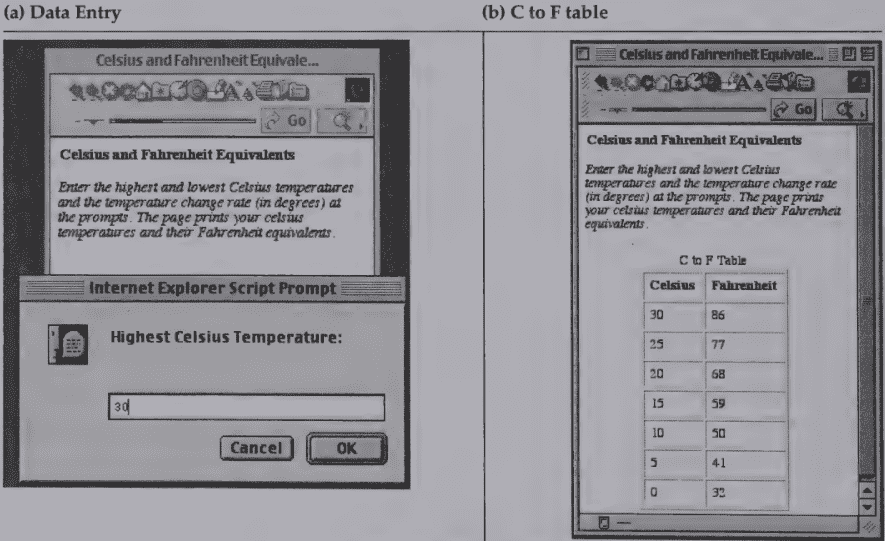 (a) Data Entry
Celsius and Fahrenheit Equivale...
Go
Celsius and Fahrenheit Equivalents
Enter the highest and lowest Celsius temperatures
and the temperature change rate (in degrees) at
the prompts. The page prints your celsius
temperatures and their Fahrenheit equivalents.
Internet Explorer Script Prompt
Highest Celsius Temperature:
30
Cancel OK
(b) C to F table
Celsius and Fahrenheit Equivale...
Go
Celsius and Fahrenheit Equivalents
Enter the highest and lowest Celsius
temperatures and the temperature change rate
(in degrees) at the prompts. The page prints
your celsius temperatures and their Fahrenheit
equivalents.
C to F Table
Celsius Fahrenheit
30 86
25 77
20 68
15 59
10 50
5 41
0 32